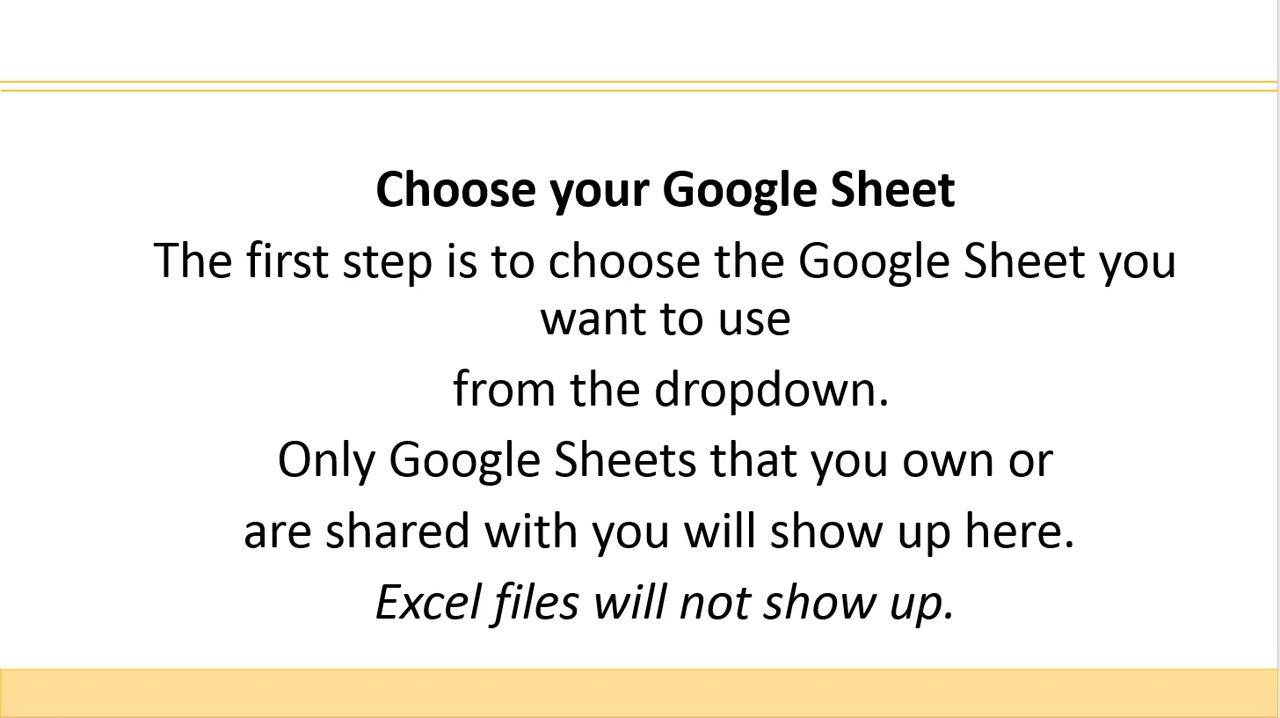 Choose your Google Sheet
The first step is to choose the Google Sheet you
want to use
from the dropdown.
Only Google Sheets that you own or
are shared with you will show up here.
Excel files will not show up.